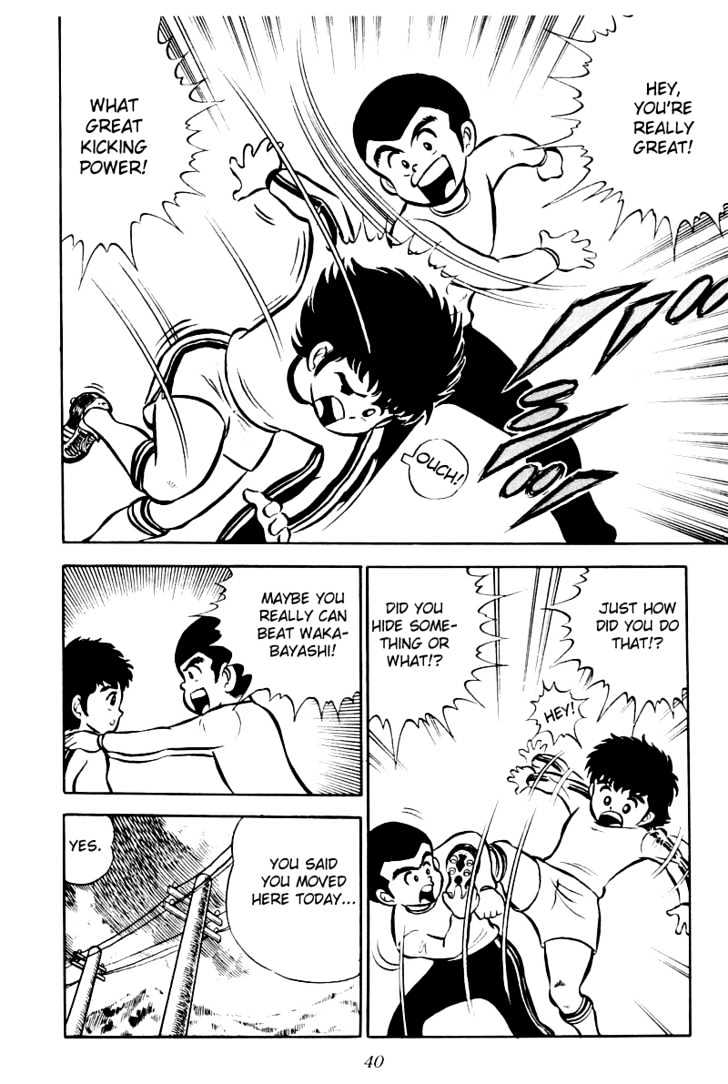 HEY,
YOU'RE
REALLY
GREAT!
WHAT
GREAT
KICKING
POWER!
OUCH!
JUST HOW
DID YOU DO
THAT!?
DID YOU
HIDE SOME-
THING OR
WHAT!?
HEY!
MAYBE YOU
REALLY CAN
BEAT WAKA-
BAYASHI!
YOU SAID
YOU MOVED
HERE TODAY...
YES.
40